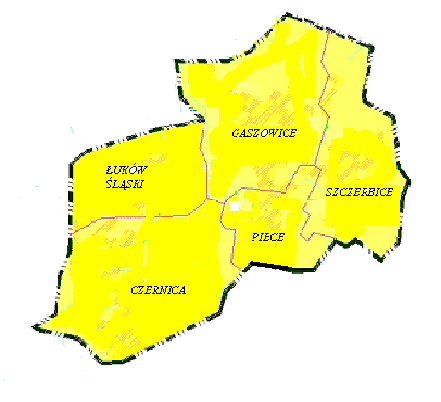 GASZOWICE
ŁUKÓW
ŚLĄSKI
SZCZERBICE
PIECE
CZERNICA